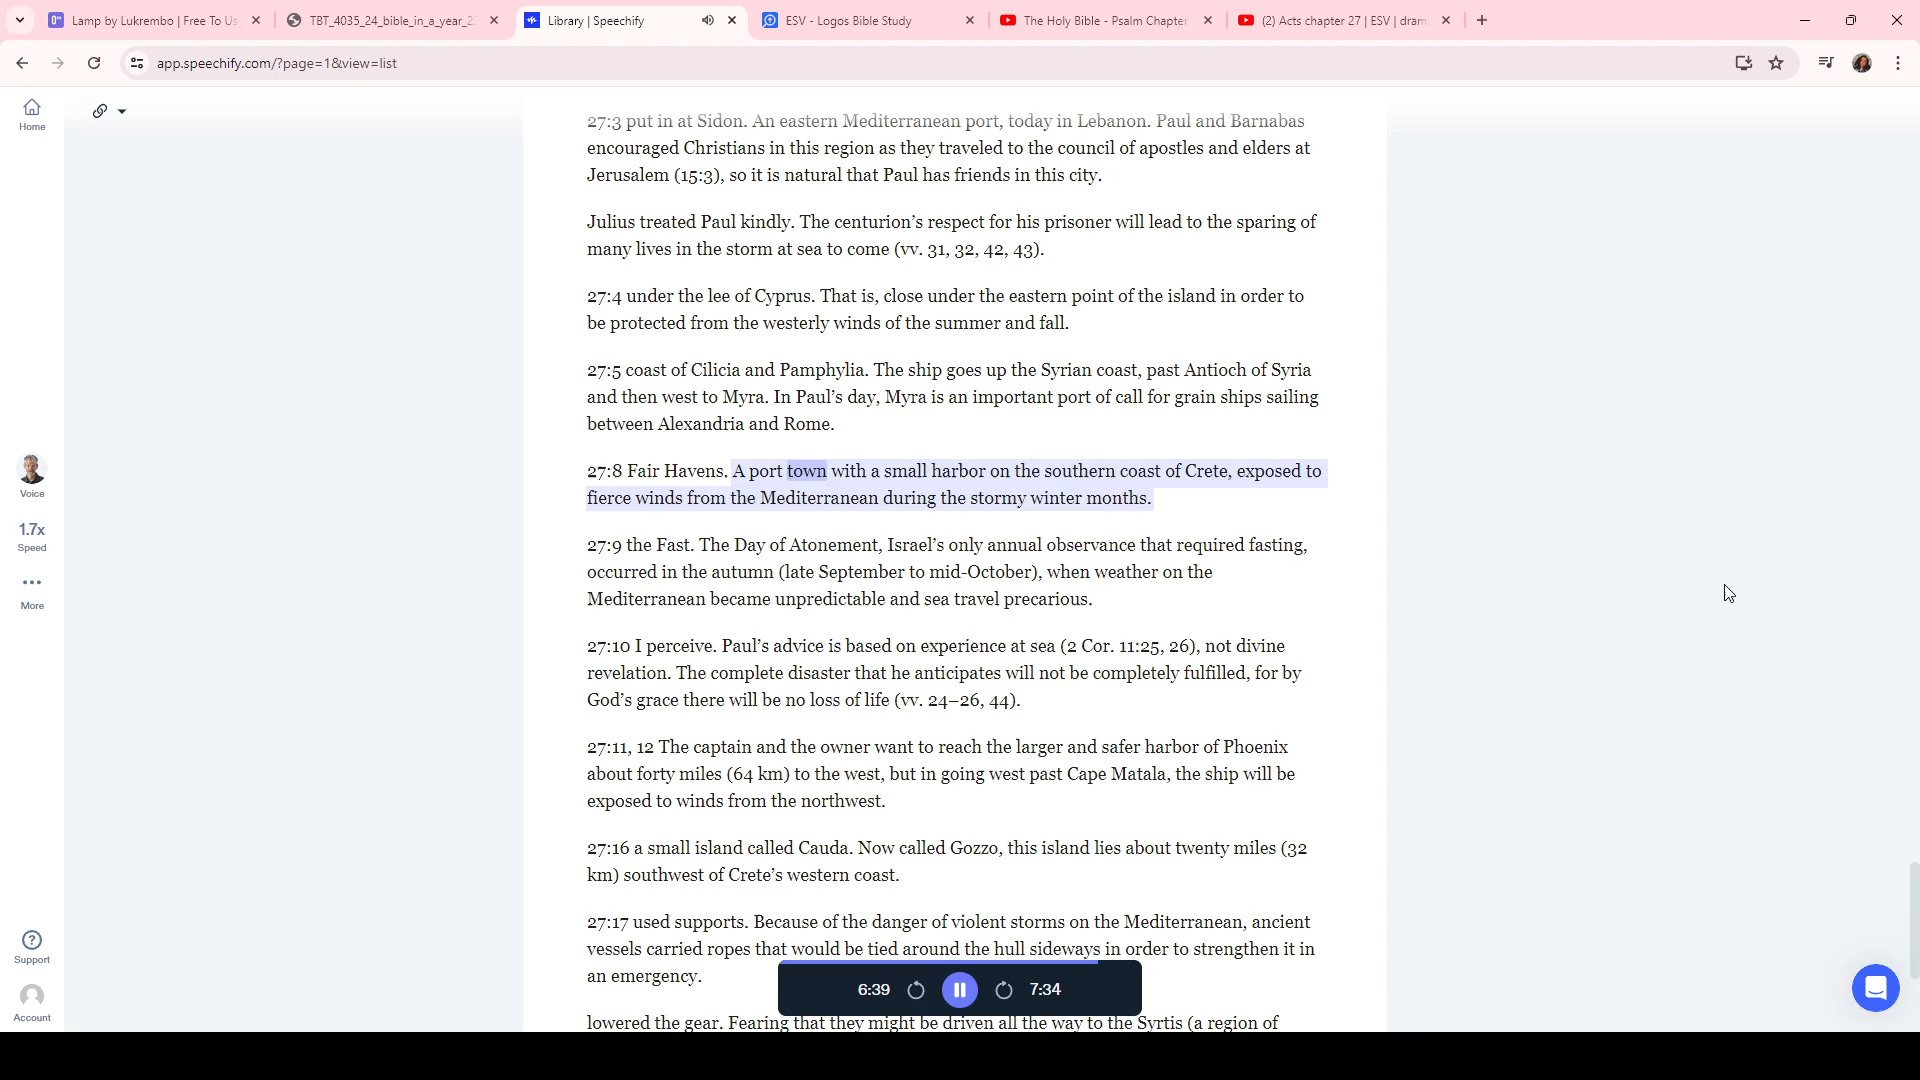 Lamp by Lukrembo | Free To Us
TBT_4035_24_bible_in_a_year_2
Library | Speechify
ESV - Logos Bible Study
The Holy Bible - Psalm Chapter
(2) Acts chapter 27 | ESV | dram
app.speechify.com/?page=1&view=list
Home
27:3 put in at Sidon. An eastern Mediterranean port, today in Lebanon. Paul and Barnabas
encouraged Christians in this region as they traveled to the council of apostles and elders at
Jerusalem (15:3), so it is natural that Paul has friends in this city.
Julius treated Paul kindly. The centurion’s respect for his prisoner will lead to the sparing of
many lives in the storm at sea to come (vv. 31, 32, 42, 43).
27:4 under the lee of Cyprus. That is, close under the eastern point of the island in order to
be protected from the westerly winds of the summer and fall.
27:5 coast of Cilicia and Pamphylia. The ship goes up the Syrian coast, past Antioch of Syria
and then west to Myra. In Paul’s day, Myra is an important port of call for grain ships sailing
between Alexandria and Rome.
27:8 Fair Havens. A port town with a small harbor on the southern coast of Crete, exposed to
fierce winds from the Mediterranean during the stormy winter months.
Voice
1.7x
Speed
More
27:9 the Fast. The Day of Atonement, Israel’s only annual observance that required fasting,
occurred in the autumn (late September to mid-October), when weather on the
Mediterranean became unpredictable and sea travel precarious.
27:10 I perceive. Paul’s advice is based on experience at sea (2 Cor. 11:25, 26), not divine
revelation. The complete disaster that he anticipates will not be completely fulfilled, for by
God’s grace there will be no loss of life (vv. 24–26, 44).
27:11, 12 The captain and the owner want to reach the larger and safer harbor of Phoenix
about forty miles (64 km) to the west, but in going west past Cape Matala, the ship will be
exposed to winds from the northwest.
27:16 a small island called Cauda. Now called Gozzo, this island lies about twenty miles (32
km) southwest of Crete’s western coast.
27:17 used supports. Because of the danger of violent storms on the Mediterranean, ancient
vessels carried ropes that would be tied around the hull sideways in order to strengthen it in
an emergency.
6:39
7:34
lowered the gear. Fearing that they might be driven all the way to the Syrtis (a region of
Support
Account